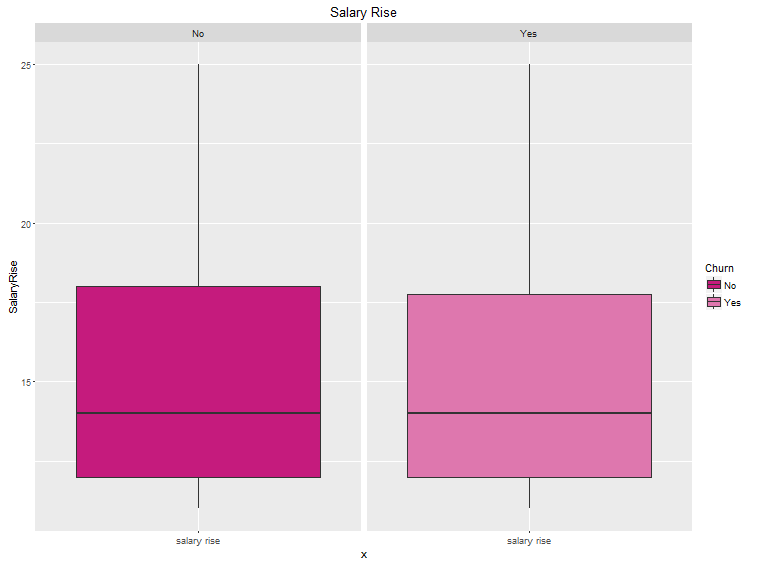 Salary Rise
No
Yes
SalaryRise
25
20
15
salary rise
salary rise
x
Churn
No
Yes